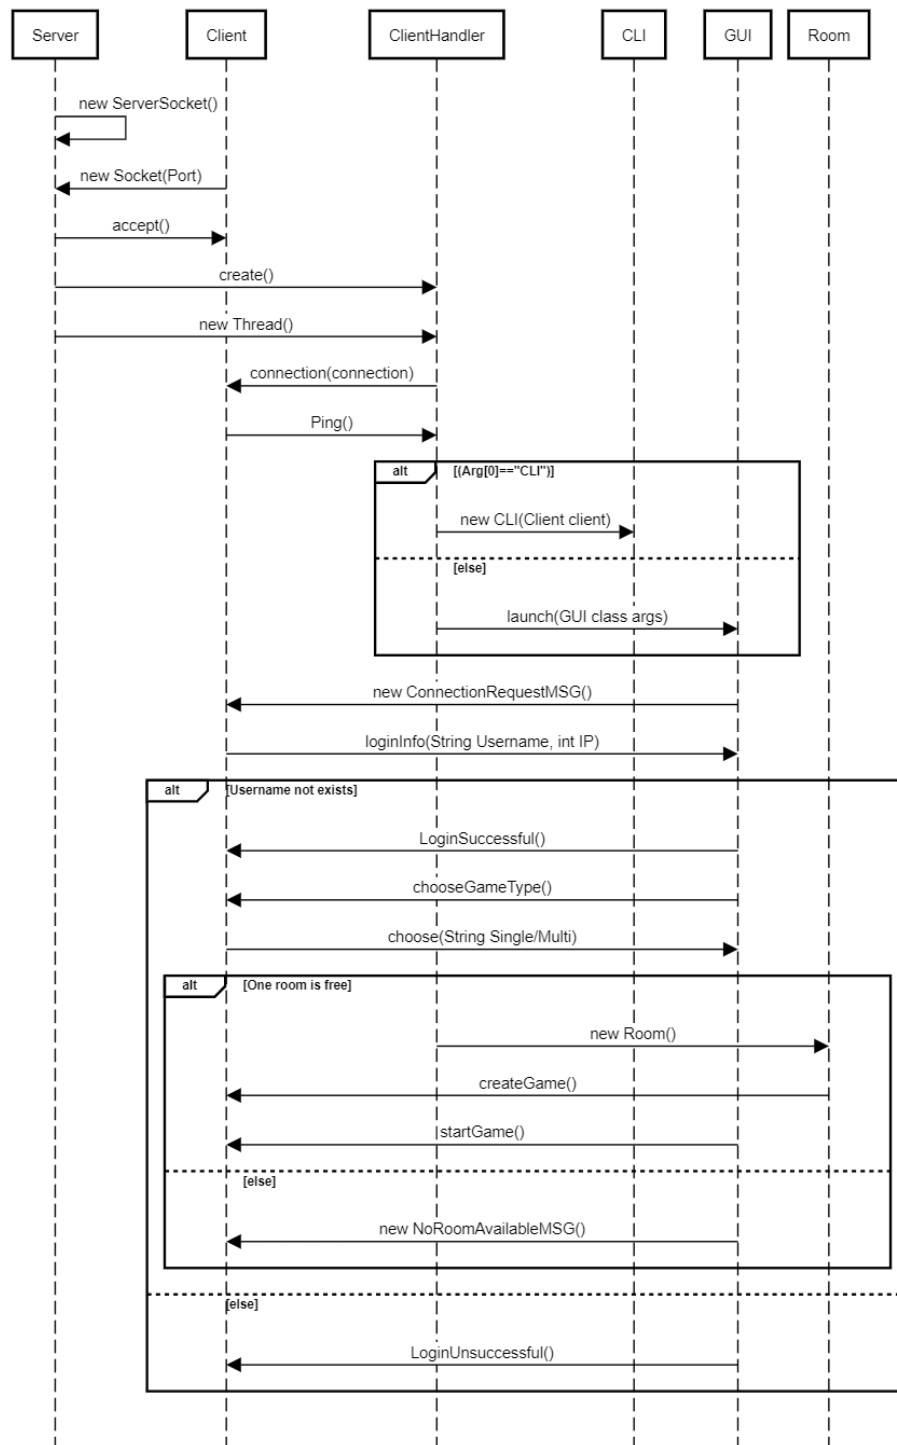 Server Client ClientHandler CLI GUI Room
new ServerSocket()
new Socket(Port)
accept()
create()
new Thread()
connection(connection)
Ping()
alt [(Arg[0]=="CLI")]
new CLI(Client client)
[else]
launch(GUI class args)
new ConnectionRequestMSG()
loginInfo(String Username, int IP)
alt [Username not exists]
LoginSuccessful()
chooseGameType()
choose(String Single/Multi)
alt [One room is free]
new Room()
createGame()
startGame()
[else]
new NoRoomAvailableMSG()
[else]
LoginUnsuccessful()